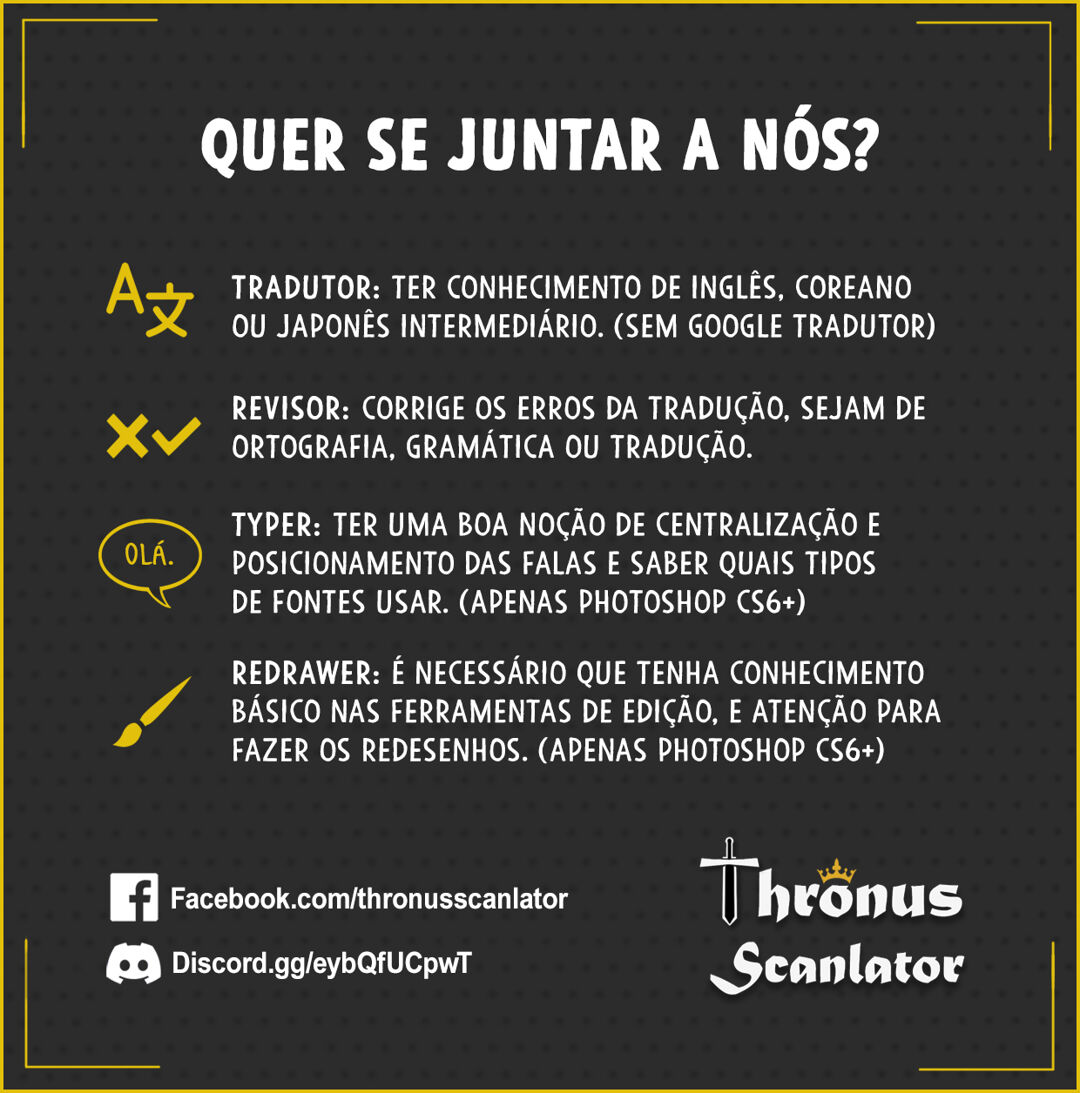 QUER SE JUNTAR A NÓS?
A文
TRADUTOR: TER CONHECIMENTO DE INGLÊS, COREANO
OU JAPONÊS INTERMEDIÁRIO. (SEM GOOGLE TRADUTOR)
REVISOR: CORRIGE OS ERROS DA TRADUÇÃO, SEJAM DE
ORTOGRAFIA, GRAMÁTICA OU TRADUÇÃO.
OLÁ.
TYPER: TER UMA BOA NOÇÃO DE CENTRALIZAÇÃO E
POSICIONAMENTO DAS FALAS E SABER QUAIS TIPOS
DE FONTES USAR. (APENAS PHOTOSHOP CS6+)
REDRAWER: É NECESSÁRIO QUE TENHA CONHECIMENTO
BÁSICO NAS FERRAMENTAS DE EDIÇÃO, E ATENÇÃO PARA
FAZER OS REDESENHOS. (APENAS PHOTOSHOP CS6+)
Facebook.com/thronusscanlator
Discord.gg/eybQfUCpwT
Thronus
Scanlator